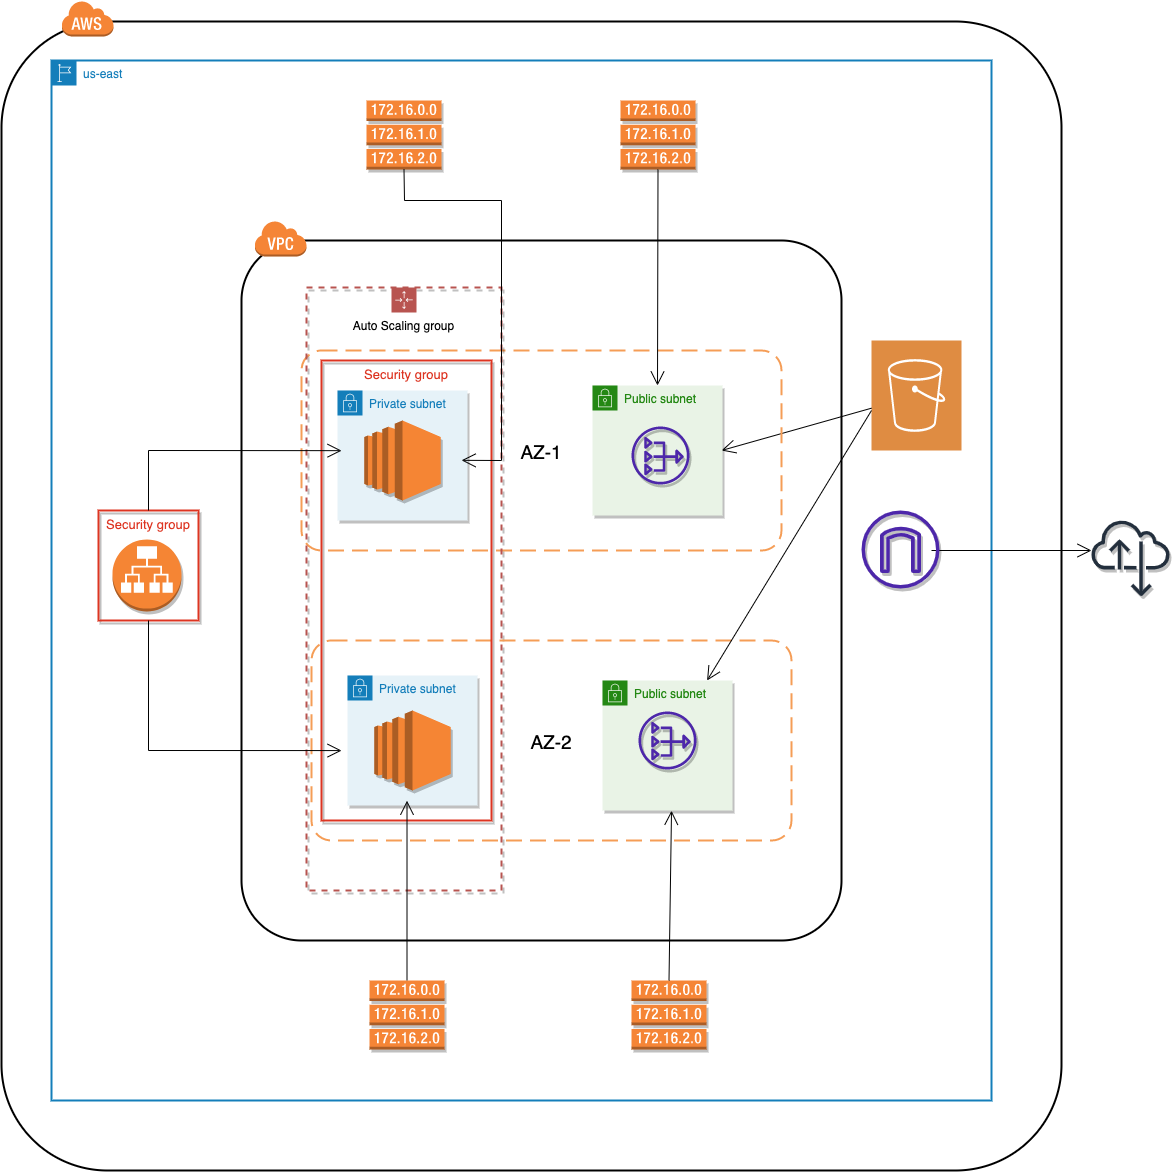 AWS
us-east
172.16.0.0
172.16.1.0
172.16.2.0
172.16.0.0
172.16.1.0
172.16.2.0
VPC
Auto Scaling group
Security group
Private subnet
Public subnet
AZ-1
Security group
Private subnet
Public subnet
AZ-2
172.16.0.0
172.16.1.0
172.16.2.0
172.16.0.0
172.16.1.0
172.16.2.0